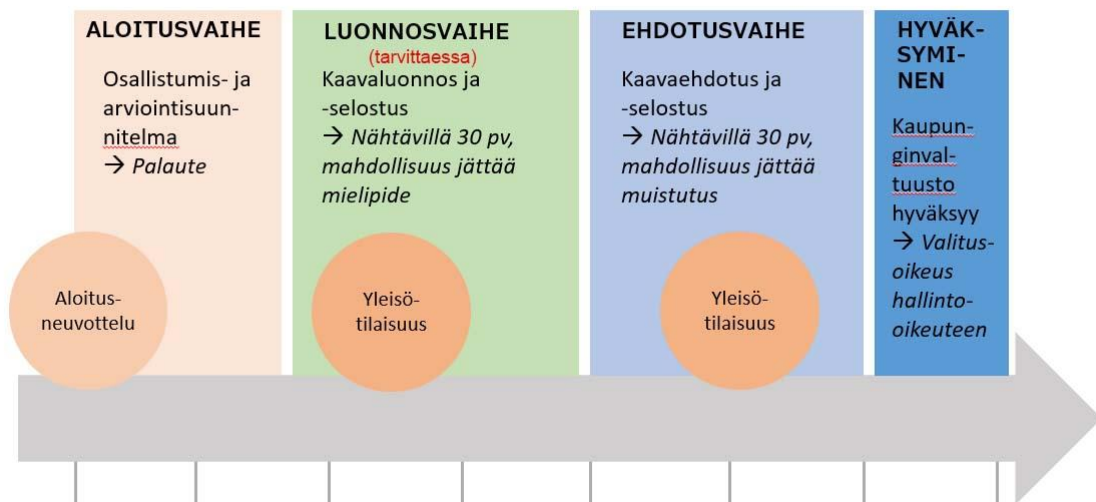 ALOITUSVAIHE
Osallistumis- ja
arviointisuun-
nitelma
→ Palaute
Aloitus-
neuvottelu
LUONNOSVAIHE
(tarvittaessa)
Kaavaluonnos ja
-selostus
→ Nähtävillä 30 pv,
mahdollisuus jättää
mielipide
Yleisö-
tilaisuus
EHDOTUSVAIHE
Kaavaehdotus ja
-selostus
→ Nähtävillä 30 pv,
mahdollisuus jättää
muistutus
Yleisö-
tilaisuus
HYVÄK-
SYMI-
NEN
Kaupun-
ginval-
tuusto
hyväksyy
→ Valitus-
oikeus
hallinto-
oikeuteen